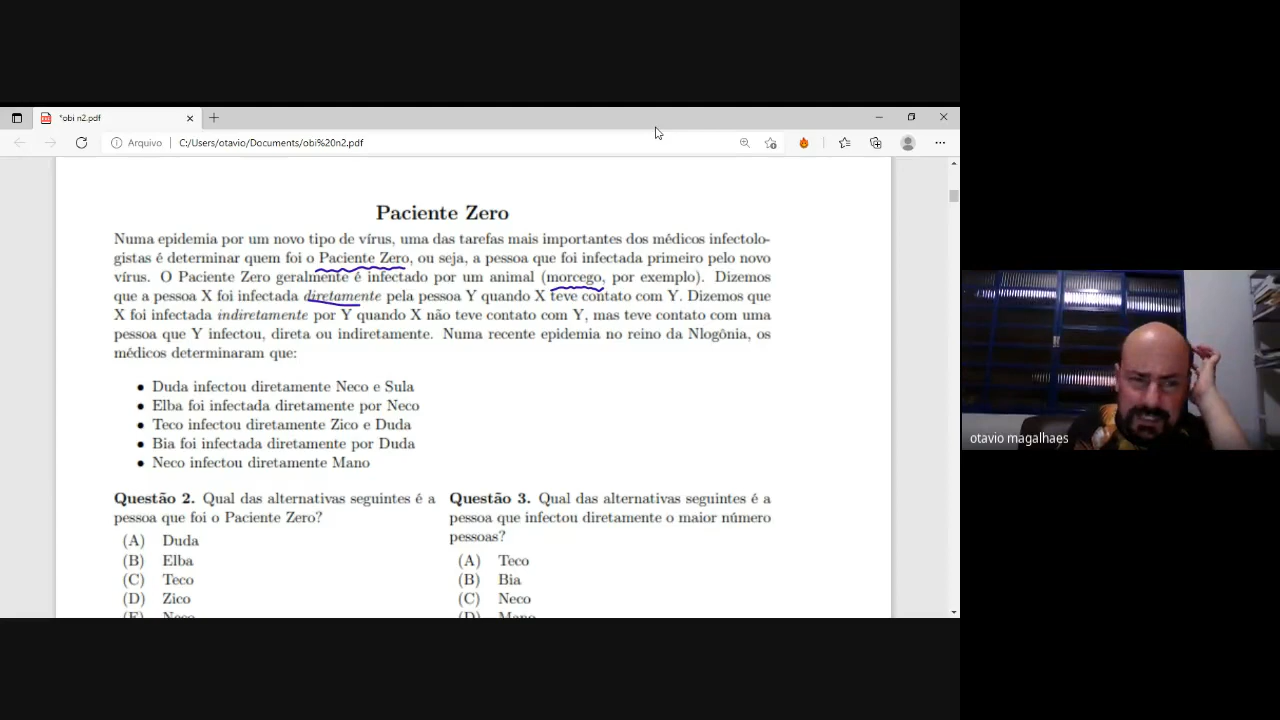 *obi n2.pdf
Arquivo
C:/Users/otavio/Documents/obi%20n2.pdf
Paciente Zero
Numa epidemia por um novo tipo de vírus, uma das tarefas mais importantes dos médicos infectolo-
gistas é determinar quem foi o Paciente Zero, ou seja, a pessoa que foi infectada primeiro pelo novo
vírus. O Paciente Zero geralmente é infectado por um animal (morcego, por exemplo). Dizemos
que a pessoa X foi infectada diretamente pela pessoa Y quando X teve contato com Y. Dizemos que
X foi infectada indiretamente por Y quando X não teve contato com Y, mas teve contato com uma
pessoa que Y infectou, direta ou indiretamente. Numa recente epidemia no reino da Nlogônia, os
médicos determinaram que:
• Duda infectou diretamente Neco e Sula
• Elba foi infectada diretamente por Neco
• Teco infectou diretamente Zico e Duda
• Bia foi infectada diretamente por Duda
• Neco infectou diretamente Mano
Questão 2. Qual das alternativas seguintes é a
pessoa que foi o Paciente Zero?
(A) Duda
(B) Elba
(C) Teco
(D) Zico
(E) Neco
Questão 3. Qual das alternativas seguintes é a
pessoa que infectou diretamente o maior número
pessoas?
(A) Teco
(B) Bia
(C) Neco
(D) Mano
otavio magalhaes